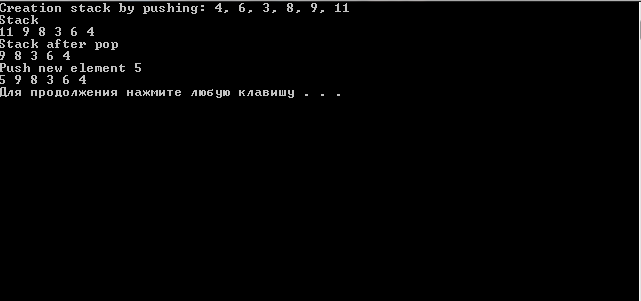 Creation stack by pushing: 4, 6, 3, 8, 9, 11
Stack
11 9 8 3 6 4
Stack after pop
9 8 3 6 4
Push new element 5
5 9 8 3 6 4
Для продолжения нажмите любую клавишу . . .